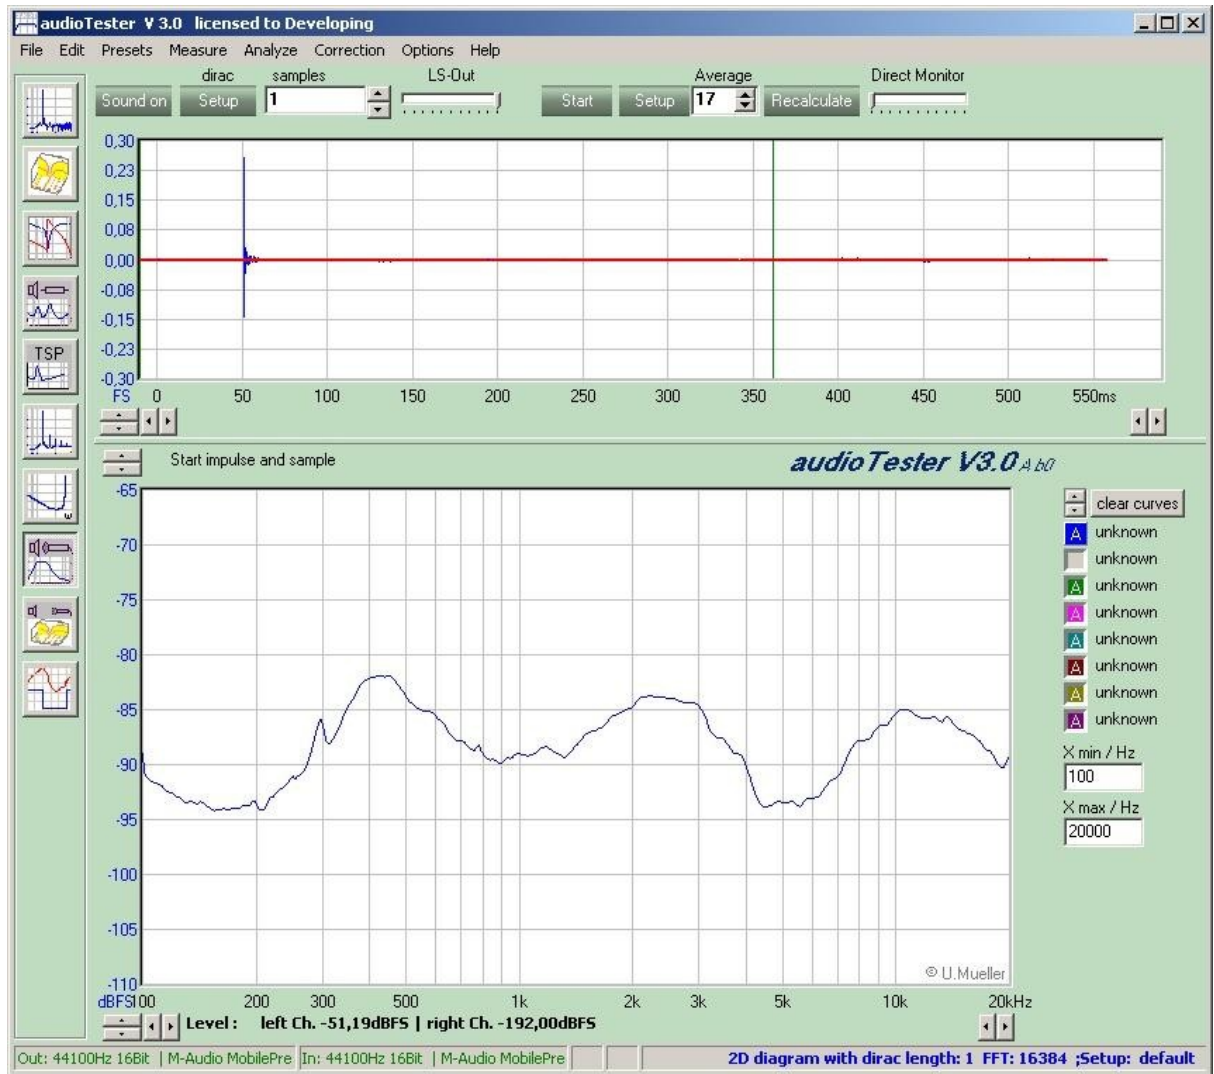 audioTester V 3.0 licensed to Developing
File Edit Presets Measure Analyze Correction Options Help
dirac samples LS-Out Average Direct Monitor
Sound on Setup 1 Start Setup 17 Recalculate
0,30
0,23
0,15
0,08
0,00
-0,08
-0,15
-0,23
-0,30
FS 0 50 100 150 200 250 300 350 400 450 500 550ms
TSP
Start impulse and sample
audioTester V3.0 A b0
-65
-70
-75
-80
-85
-90
-95
-100
-105
-110
clear curves
A unknown
unknown
A unknown
A unknown
A unknown
A unknown
A unknown
A unknown
X min / Hz
100
X max / Hz
20000
© U.Mueller
dBFS100 200 300 500 1k 2k 3k 5k 10k 20kHz
Level : left Ch. -51,19dBFS | right Ch. -192,00dBFS
Out: 44100Hz 16Bit | M-Audio MobilePre In: 44100Hz 16Bit | M-Audio MobilePre 2D diagram with dirac length: 1 FFT: 16384 ;Setup: default